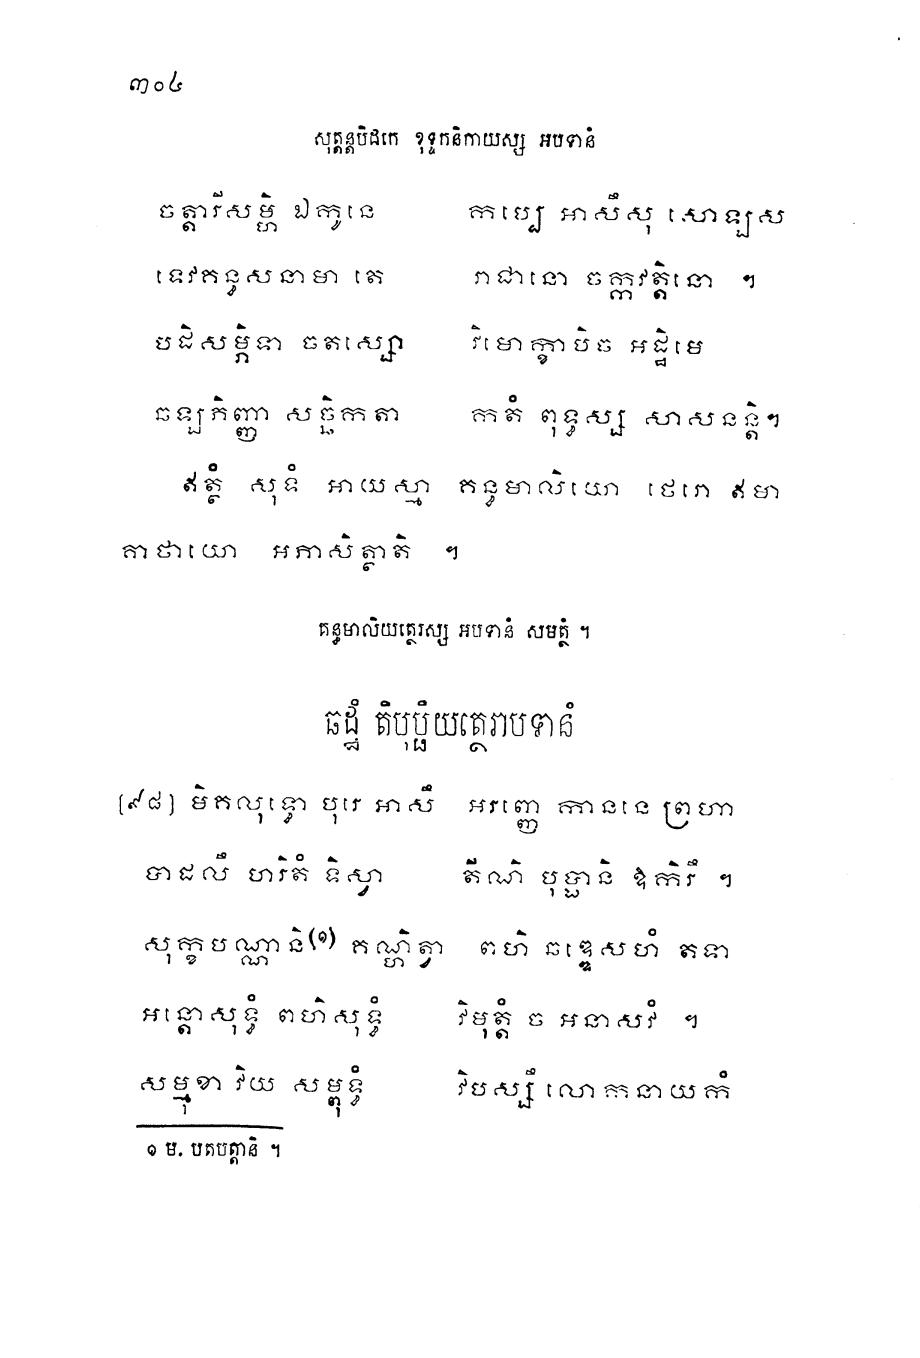 ៣០៤
សុត្តន្តបិដកេ ខុទ្ទកនិកាយស្ស អបទានំ
ចត្តារីសម្ហិ ឯកូនេ កប្បេ អាសឹសុ សោឡស
ទេវគន្ធសនាមា តេ រាជានោ ចក្កវត្តិនោ ។
បដិសម្ភិទា ចតស្សោ វិមោក្ខាបិច អដ្ឋិមេ
ឆឡភិញ្ញា សច្ឆិកតា កតំ ពុទ្ធស្ស សាសនន្តិ។
ឥត្ថំ សុទំ អាយស្មា គន្ធមាលិយោ ថេរោ ឥមា
គាថាយោ អភាសិត្ថាតិ ។
គន្ធមាលិយត្ថេរស្ស អបទានំ សមត្តំ ។
ឆដ្ឋំ តិបុប្ផិយត្ថេរាបទានំ
[៩៨] មិគលុទ្ធោ បុរេ អាសឹ អរញ្ញេ កាននេ ព្រហា
បាដលឹ ហរិតំ ទិស្វា តីណិ បុប្ផានិ ឱកិរឹ ។
សុក្ខបណ្ណានិ(១) គណ្ហិត្វា ពហិ ឆឌ្ឌេសហំ តទា
អន្តោសុទ្ធំ ពហិសុទ្ធំ វិមុត្តំ ច អនាសវំ ។
សម្មុខា វិយ សម្ពុទ្ធំ វិបស្សឹ លោកនាយកំ
១ ម. បតបត្តានិ ។